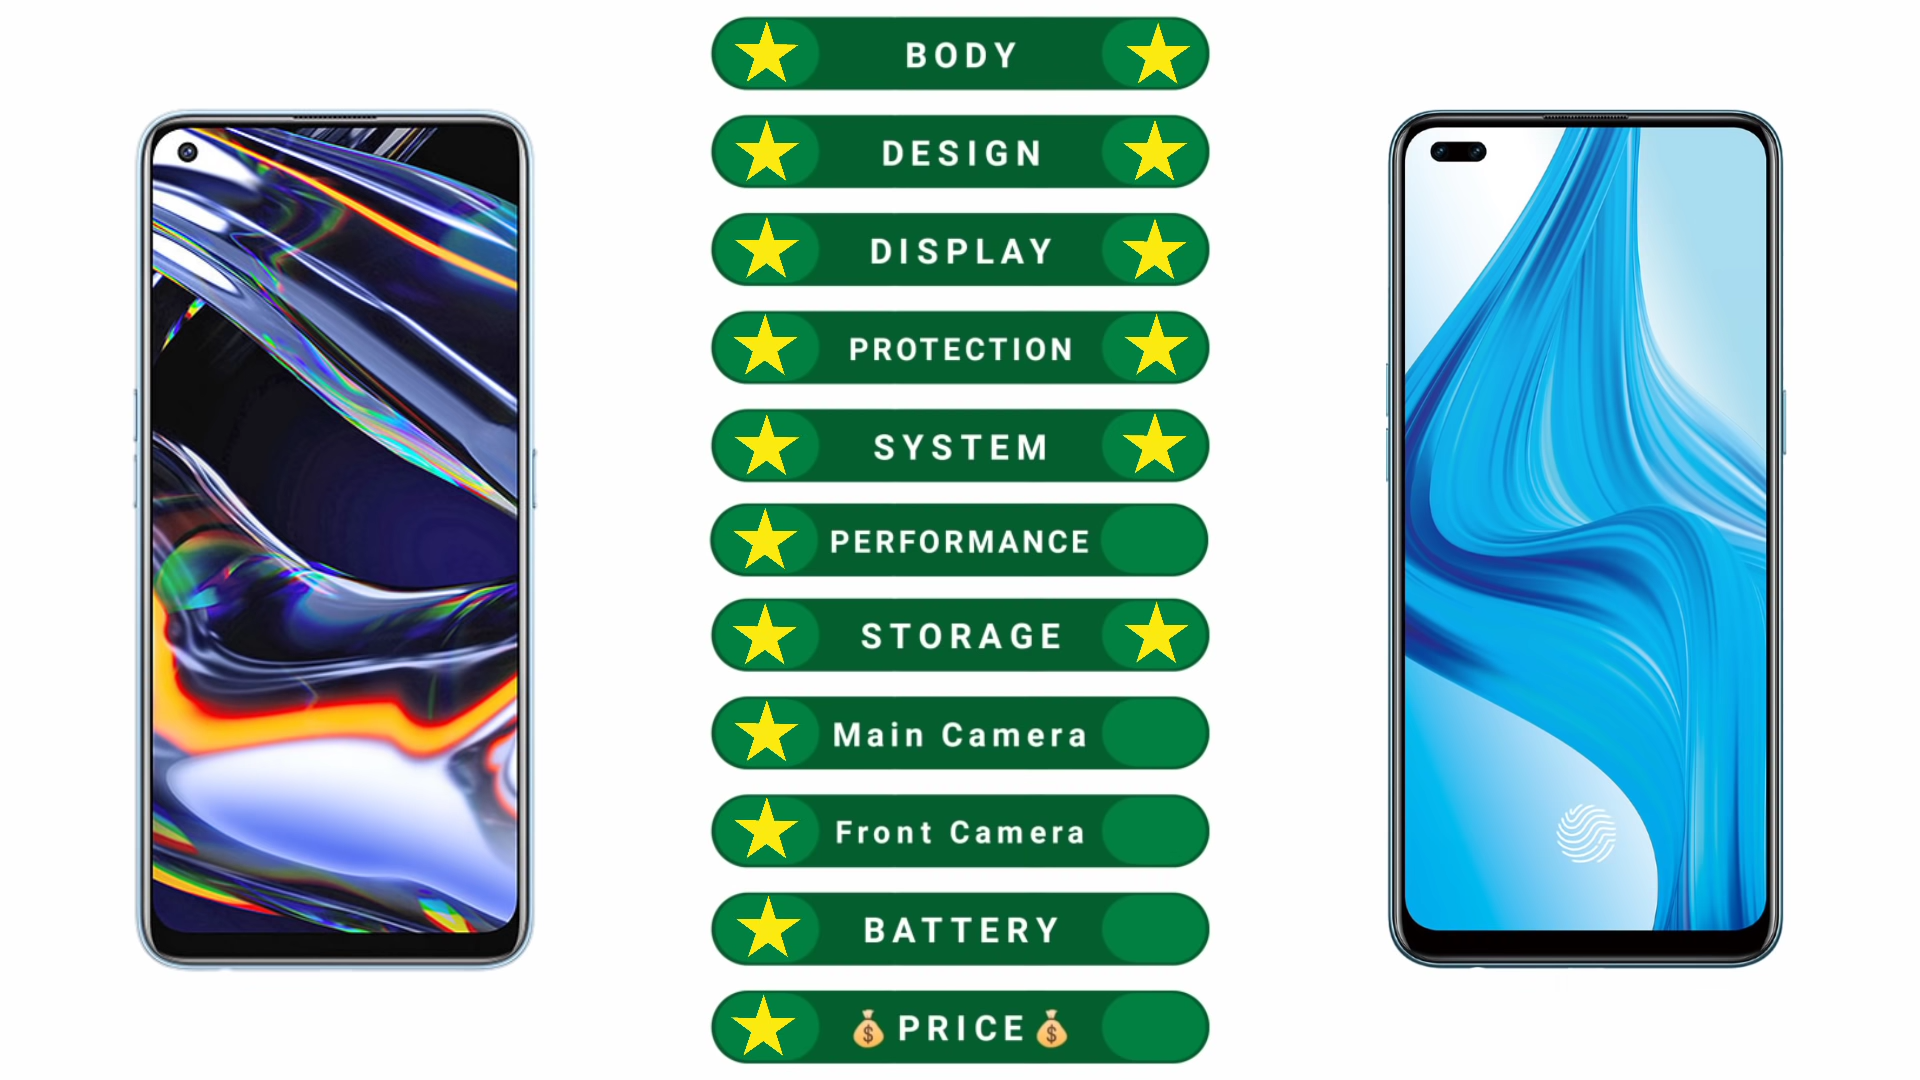 BODY
DESIGN
DISPLAY
PROTECTION
SYSTEM
PERFORMANCE
STORAGE
Main Camera
Front Camera
BATTERY
💰PRICE💰